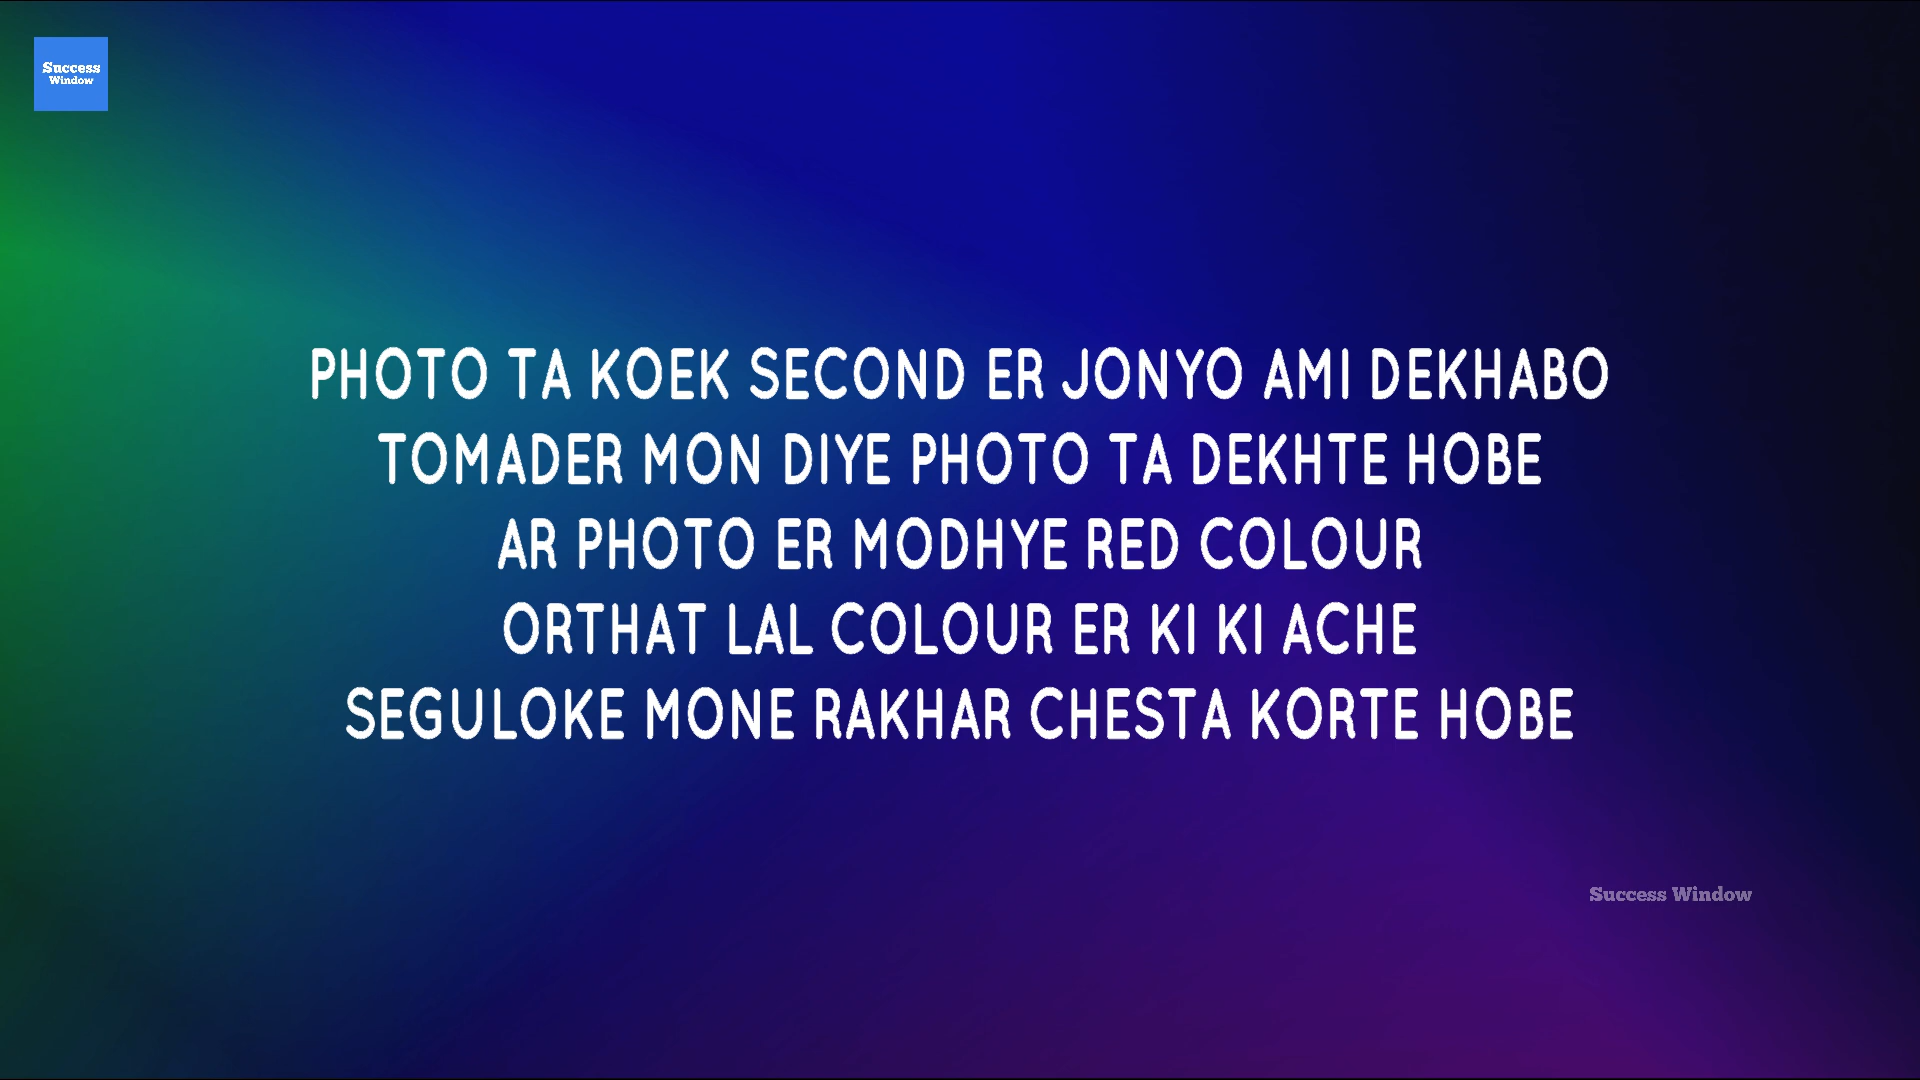 Success
Window
PHOTO TA KOEK SECOND ER JONYO AMI DEKHABO
TOMADER MON DIYE PHOTO TA DEKHTE HOBE
AR PHOTO ER MODHYE RED COLOUR
ORTHAT LAL COLOUR ER KI KI ACHE
SEGULOKE MONE RAKHAR CHESTA KORTE HOBE
Success Window